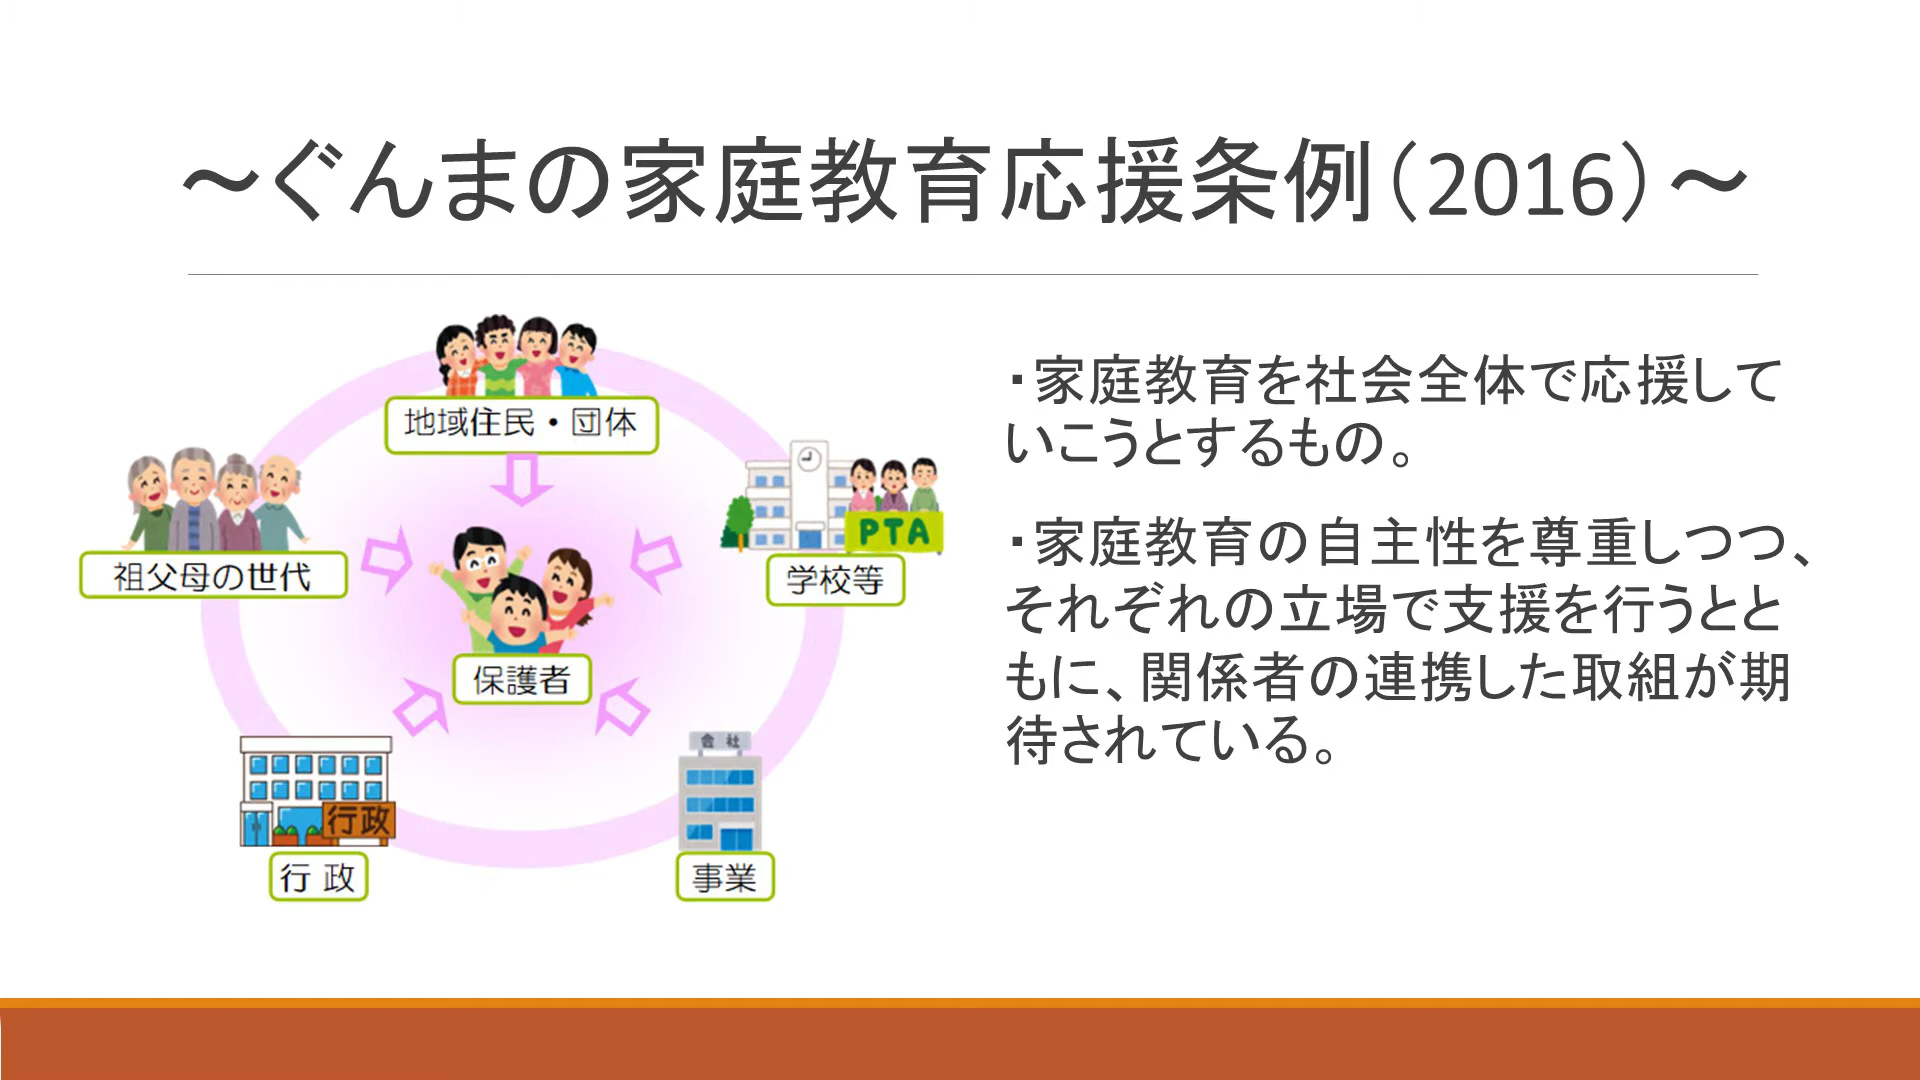 ～ぐんまの家庭教育応援条例（2016）～
地域住民・団体
祖父母の世代
PTA
学校等
保護者
会社
行政
行政
事業
・家庭教育を社会全体で応援して
いこうとするもの。
・家庭教育の自主性を尊重しつつ、
それぞれの立場で支援を行うとと
もに、関係者の連携した取組が期
待されている。